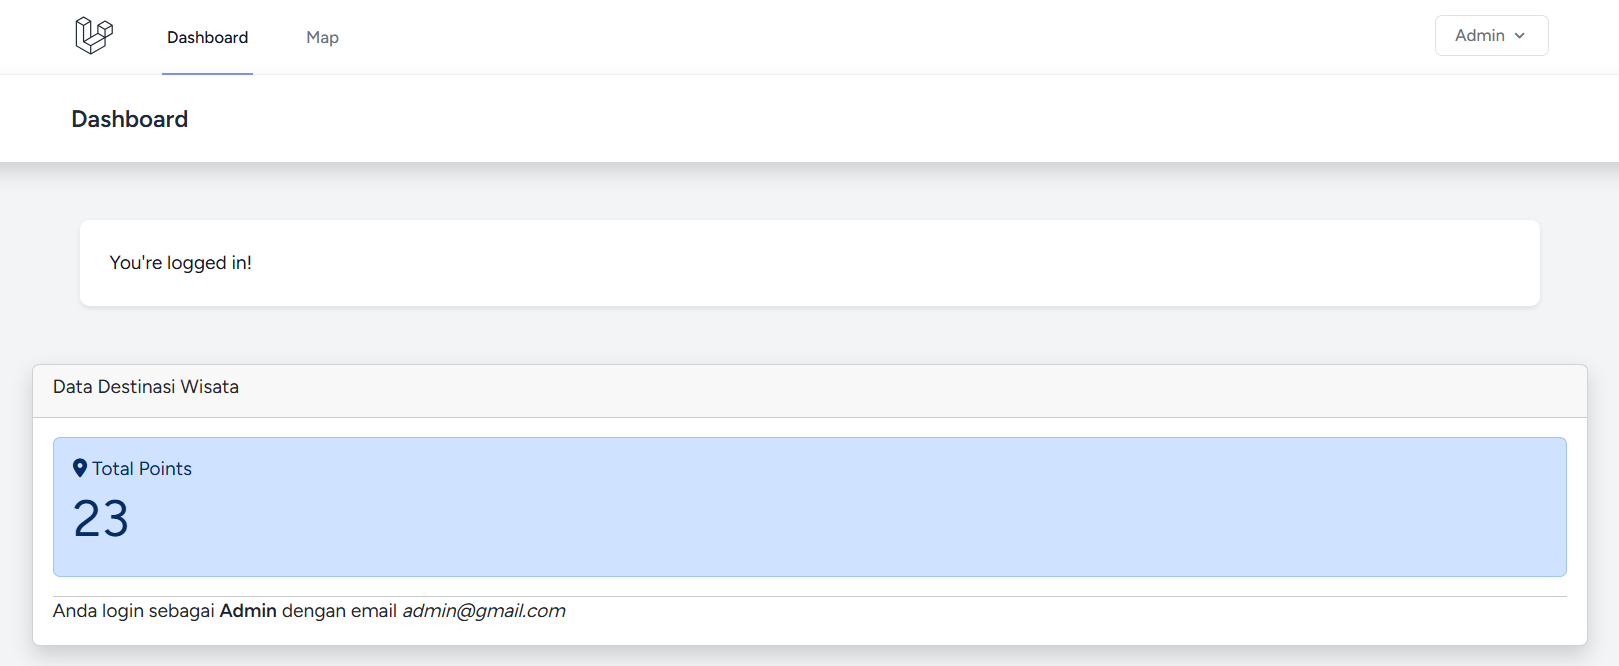 Dashboard
Map
Admin
Dashboard
You're logged in!
Data Destinasi Wisata
Total Points
23
Anda login sebagai Admin dengan email admin@gmail.com